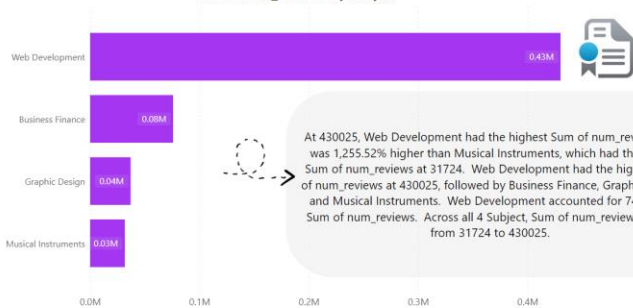 Web Development
0.43M
Business Finance
0.08M
Graphic Design
0.04M
Musical Instruments
0.03M
At 430025, Web Development had the highest Sum of num_rev
was 1,255.52% higher than Musical Instruments, which had th
Sum of num_reviews at 31724. Web Development had the hig
of num_reviews at 430025, followed by Business Finance, Graph
and Musical Instruments. Web Development accounted for 74
Sum of num_reviews. Across all 4 Subject, Sum of num_review
from 31724 to 430025.
0.0M
0.1M
0.2M
0.3M
0.4M